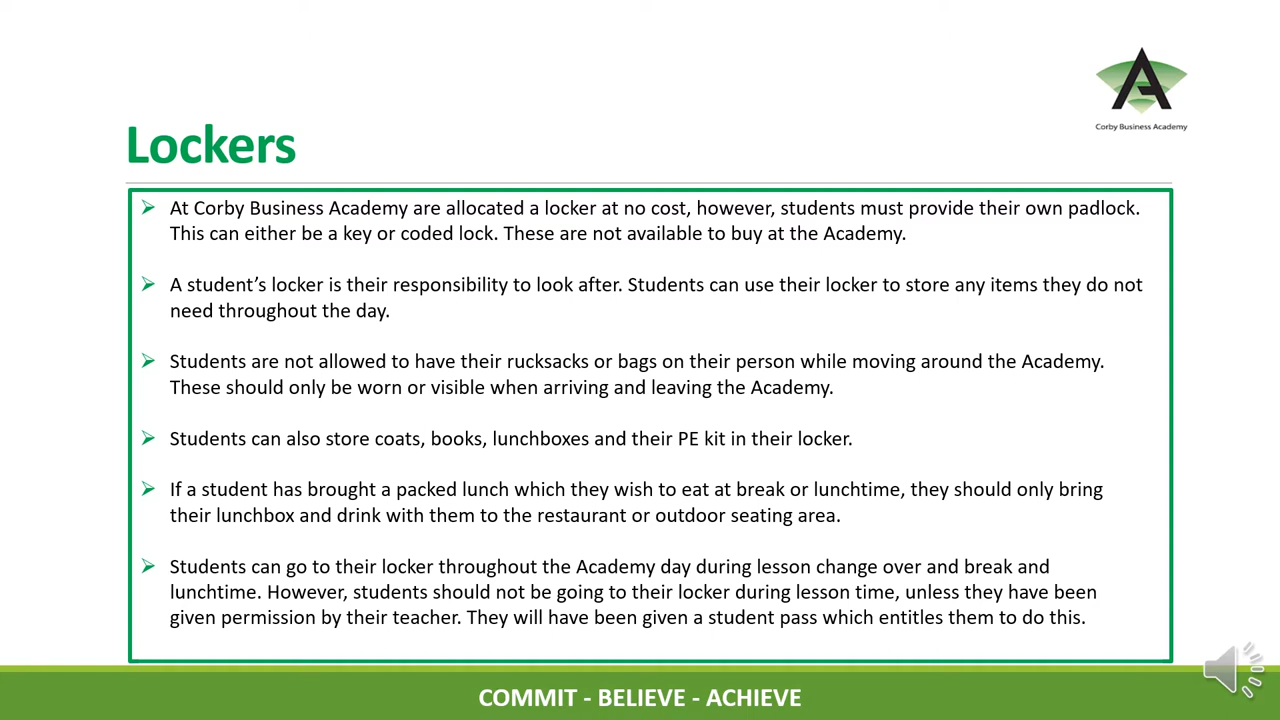 Corby Business Academy
Lockers
➢ At Corby Business Academy are allocated a locker at no cost, however, students must provide their own padlock.
This can either be a key or coded lock. These are not available to buy at the Academy.
➢ A student’s locker is their responsibility to look after. Students can use their locker to store any items they do not
need throughout the day.
➢ Students are not allowed to have their rucksacks or bags on their person while moving around the Academy.
These should only be worn or visible when arriving and leaving the Academy.
➢ Students can also store coats, books, lunchboxes and their PE kit in their locker.
➢ If a student has brought a packed lunch which they wish to eat at break or lunchtime, they should only bring
their lunchbox and drink with them to the restaurant or outdoor seating area.
➢ Students can go to their locker throughout the Academy day during lesson change over and break and
lunchtime. However, students should not be going to their locker during lesson time, unless they have been
given permission by their teacher. They will have been given a student pass which entitles them to do this.
COMMIT - BELIEVE - ACHIEVE